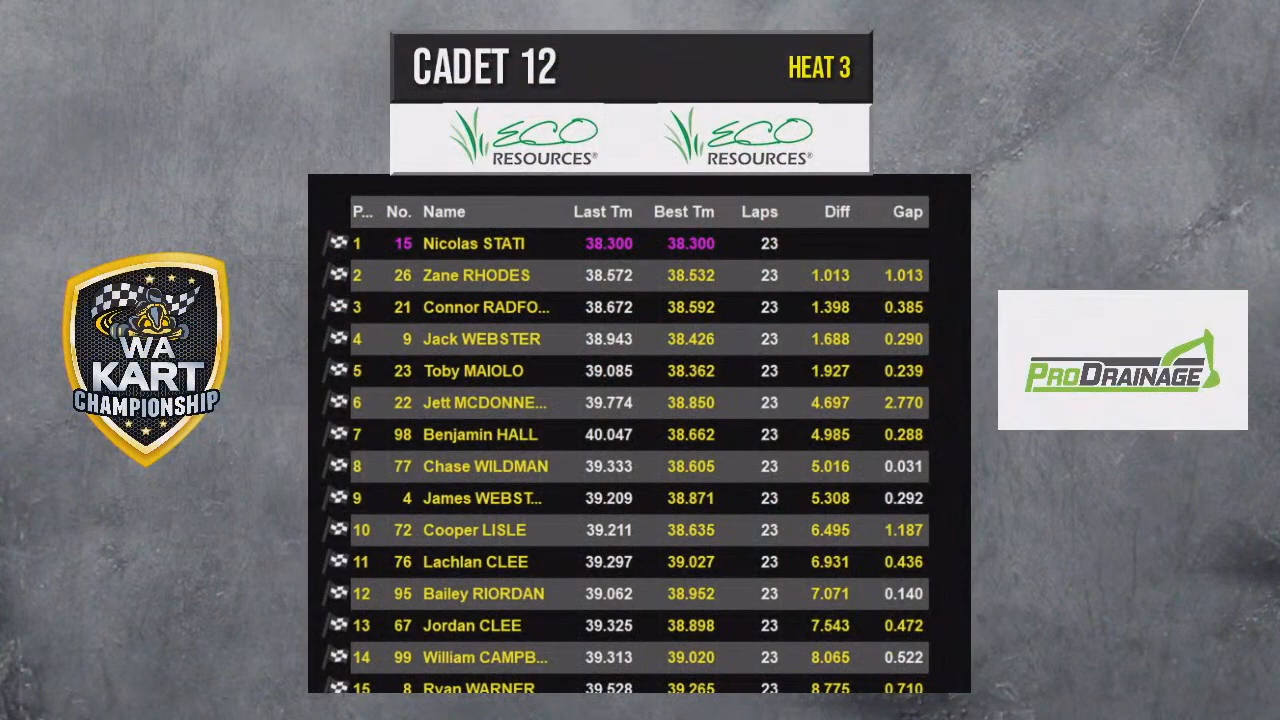 CADET 12 HEAT 3
ECO ECO
RESOURCES® RESOURCES®
P... No. Name Last Tm Best Tm Laps Diff Gap
1 15 Nicolas STATI 38.300 38.300 23
2 26 Zane RHODES 38.572 38.532 23 1.013 1.013
3 21 Connor RADFO... 38.672 38.592 23 1.398 0.385
4 9 Jack WEBSTER 38.943 38.426 23 1.688 0.290
5 23 Toby MAIOLO 39.085 38.362 23 1.927 0.239
6 22 Jett MCDONNE... 39.774 38.850 23 4.697 2.770
7 98 Benjamin HALL 40.047 38.662 23 4.985 0.288
8 77 Chase WILDMAN 39.333 38.605 23 5.016 0.031
9 4 James WEBST... 39.209 38.871 23 5.308 0.292
10 72 Cooper LISLE 39.211 38.635 23 6.495 1.187
11 76 Lachlan CLEE 39.297 39.027 23 6.931 0.436
12 95 Bailey RIORDAN 39.062 38.952 23 7.071 0.140
13 67 Jordan CLEE 39.325 38.898 23 7.543 0.472
14 99 William CAMPB... 39.313 39.020 23 8.065 0.522
15 8 Ryan WARNER 39.528 39.265 23 8.775 0.710
WA
KART
CHAMPIONSHIP
PRODRAINAGE